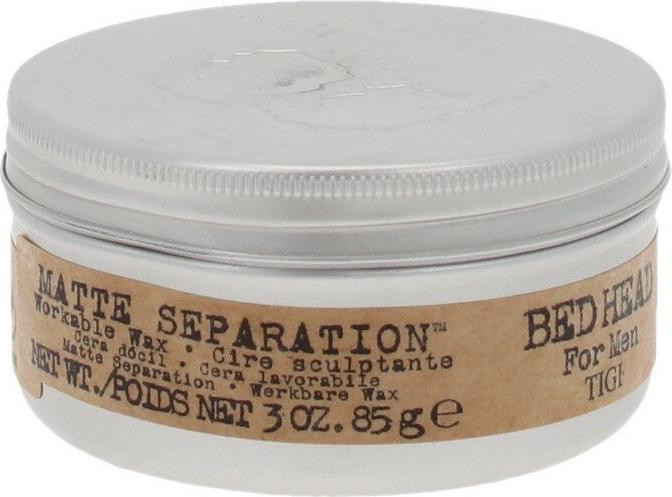 MATTE SEPARATION™
Workable Wax . Cire sculptante
Cera dócil . Cera lavorabile
Matte Separation . Werkbare Wax
NET WT./POIDS NET 3 OZ. 85g e
BED HEAD
For Men
TIGI